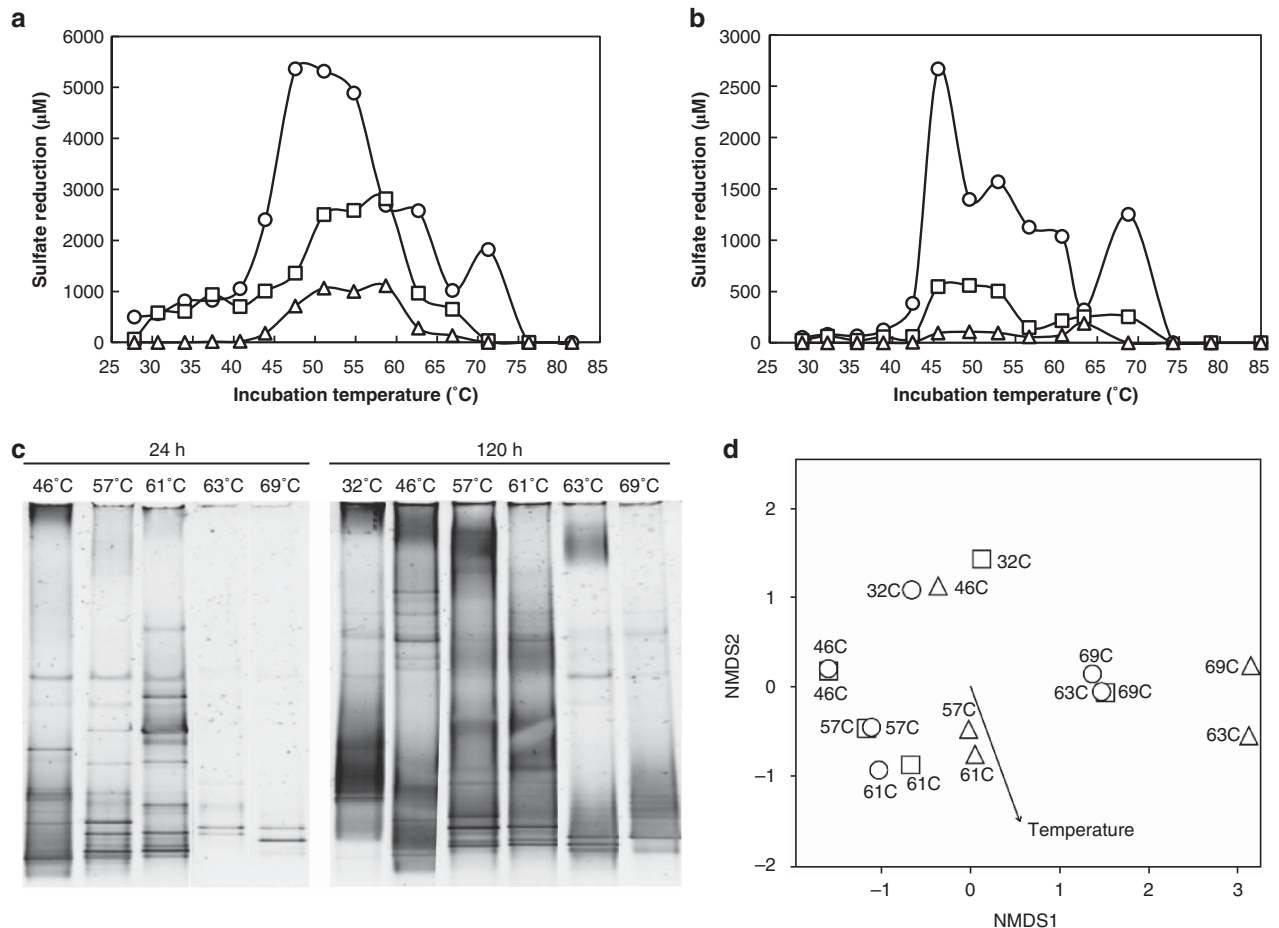 a
6000
5000
4000
3000
2000
1000
0
Sulfate reduction (µM)
25 30 35 40 45 50 55 60 65 70 75 80 85
Incubation temperature (˚C)
b
3000
2500
2000
1500
1000
500
0
Sulfate reduction (µM)
25 30 35 40 45 50 55 60 65 70 75 80 85
Incubation temperature (˚C)
c
24 h
120 h
46˚C 57˚C 61˚C 63˚C 69˚C
32˚C 46˚C 57˚C 61˚C 63˚C 69˚C
d
2
1
0
–1
–2
NMDS2
32C
32C
46C
46C
46C
69C
69C
63C
69C
57C
57C
57C
63C
61C
61C
61C
Temperature
–1 0 1 2 3
NMDS1